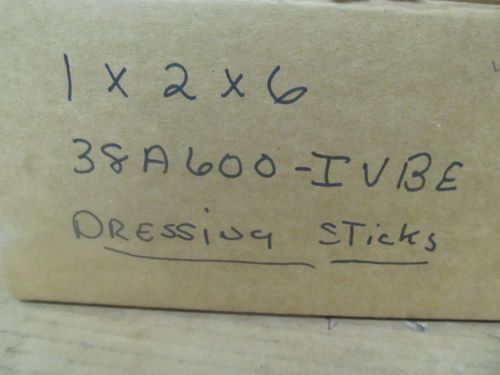 1 x 2 x 6
38A600-IVBE
DRESSING STICKS